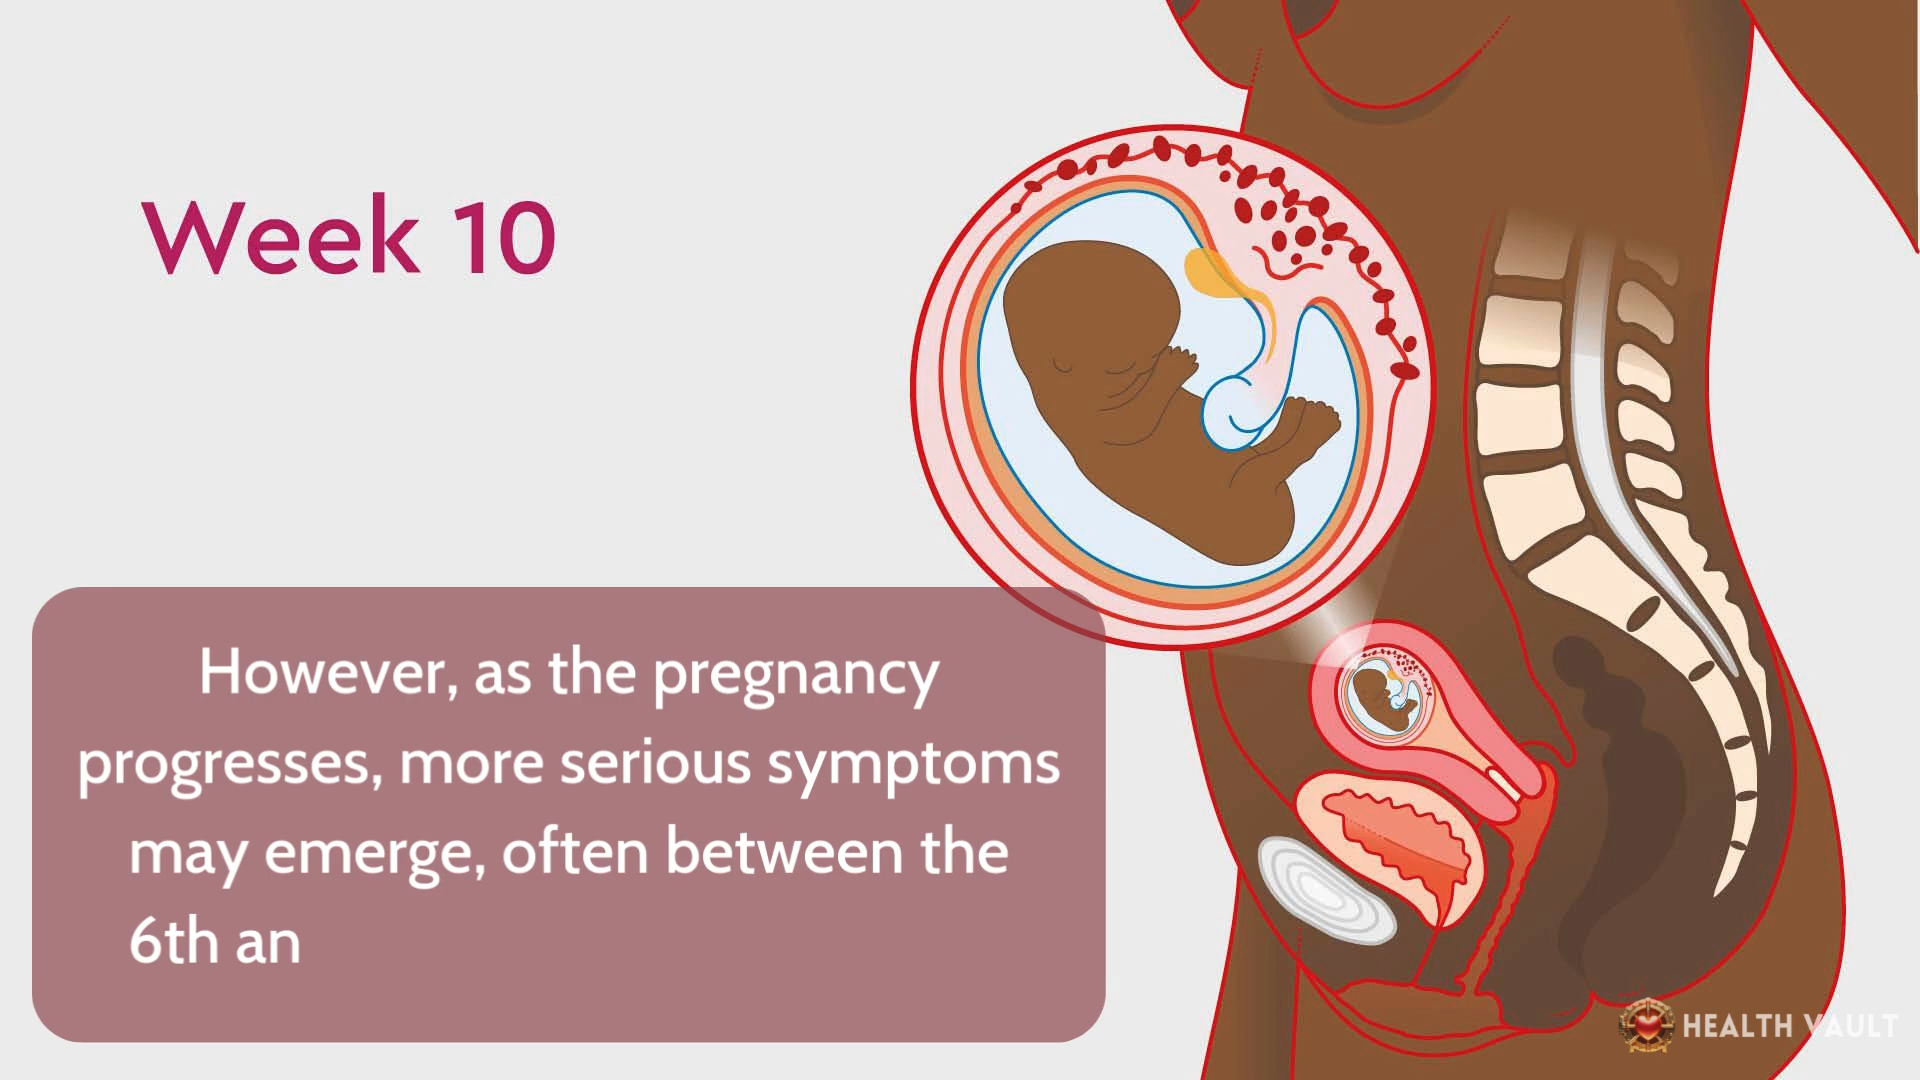 Week 10
However, as the pregnancy
progresses, more serious symptoms
may emerge, often between the
6th an
HEALTH VAULT